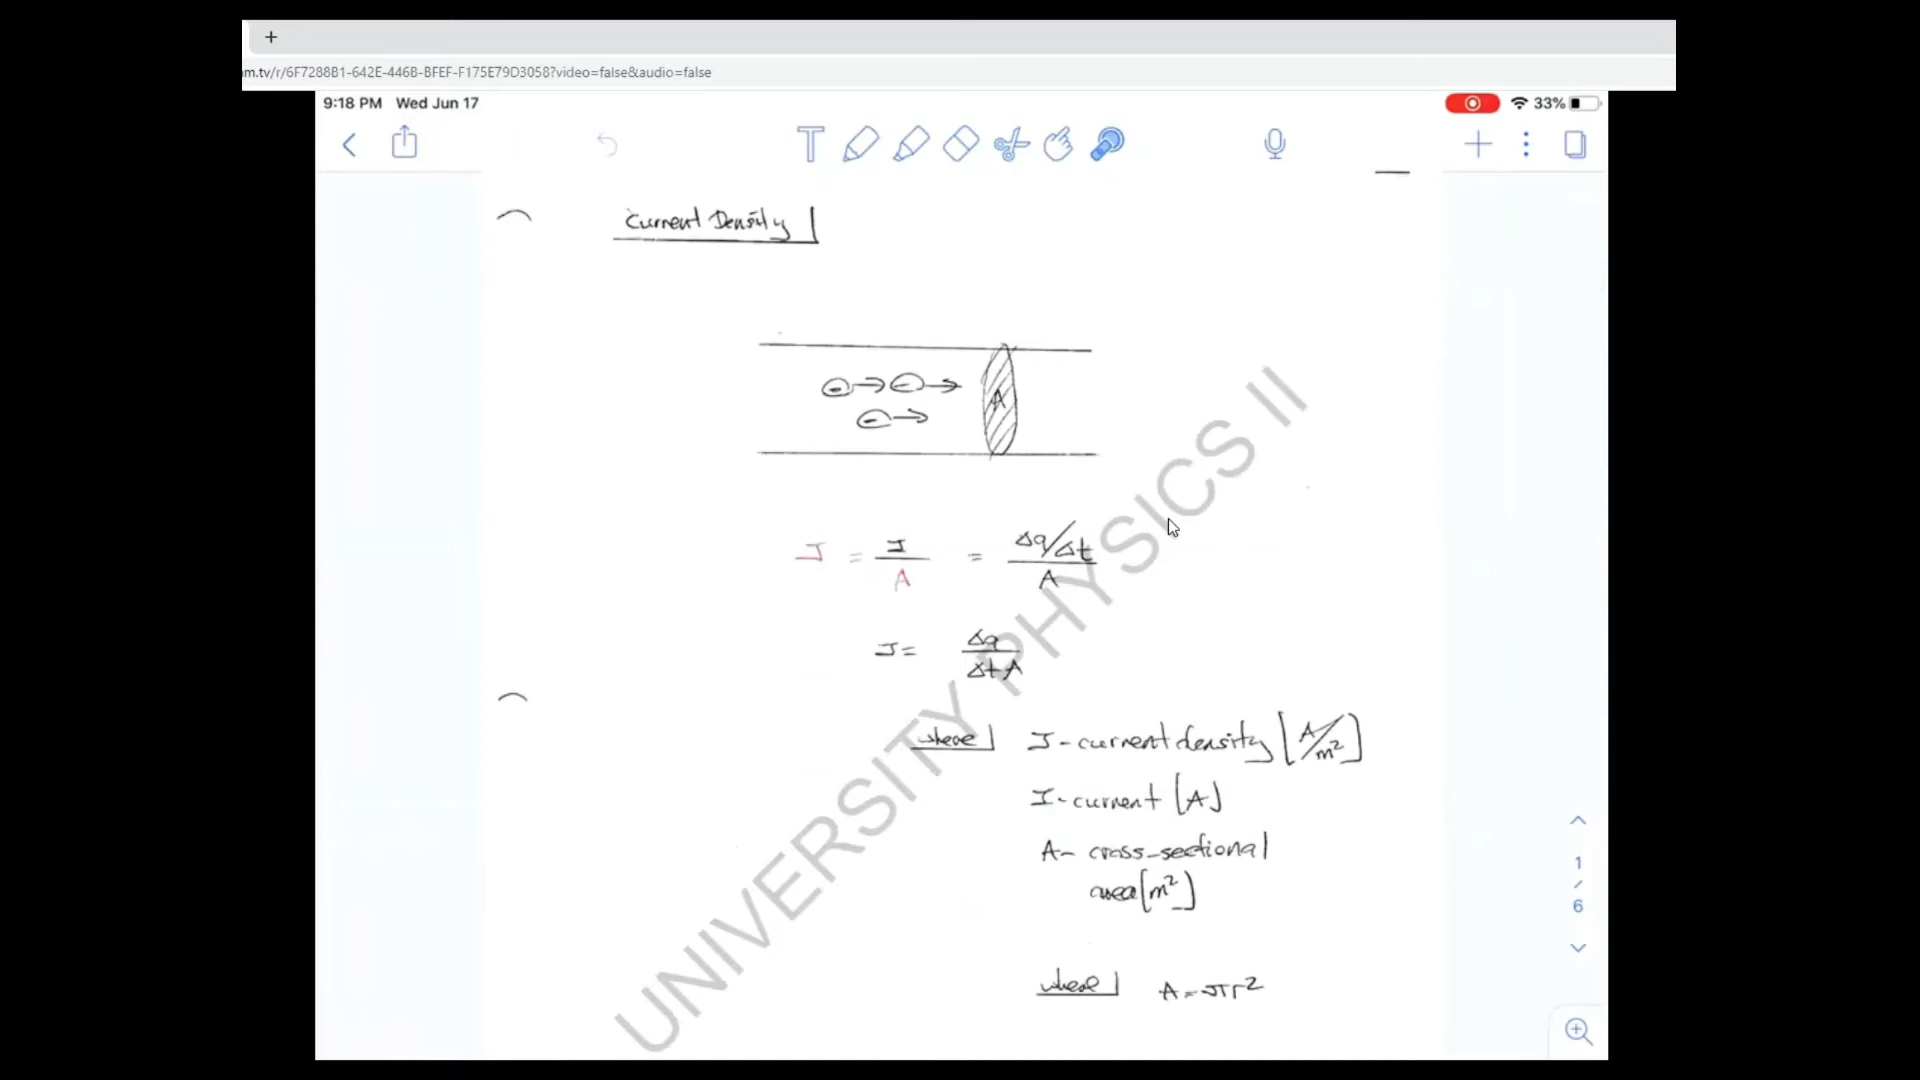 +
m.tv/r/6F7288B1-642E-446B-BFEF-F175E79D3058?video=false&audio=false
9:18 PM Wed Jun 17
33%
T
Current Density
- → - →
A
- →
J = I/A = Δq/Δt/A
J = Δq/ΔtA
where J - current density [A/m²]
I - current [A]
A - cross-sectional
area [m²]
where A = πr²
1
/
6
UNIVERSITY PHYSICS II